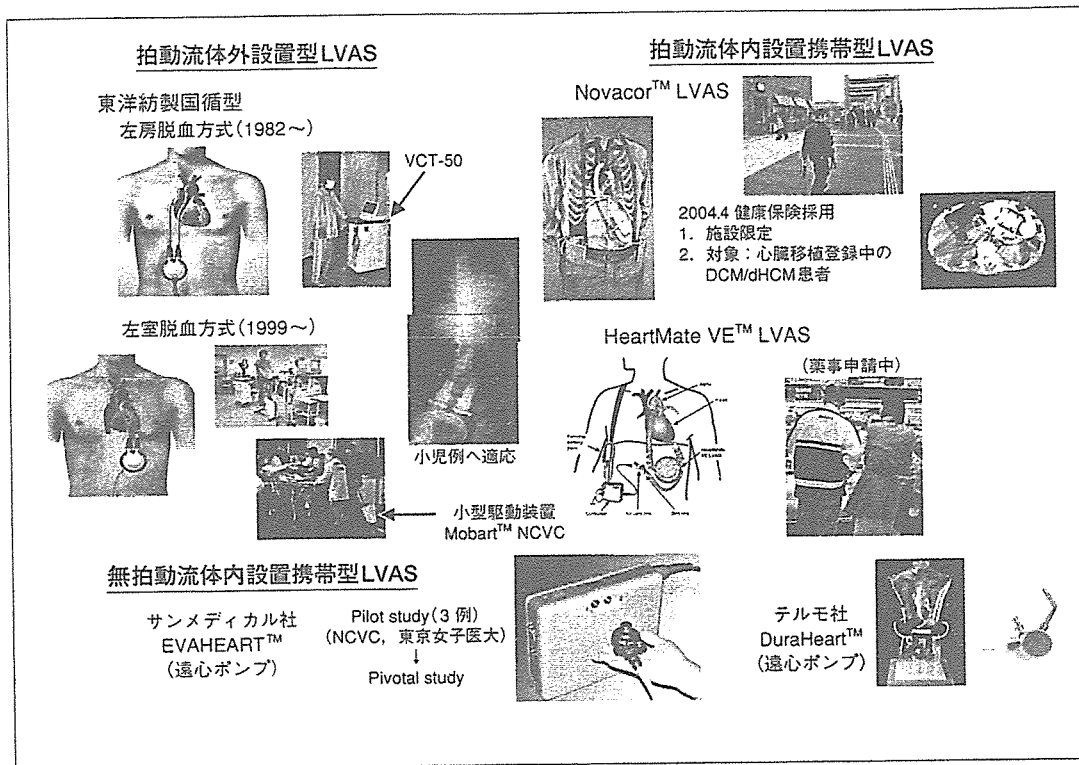 拍動流体外設置型LVAS
東洋紡製国循型
左房脱血方式(1982〜)
VCT-50
左室脱血方式(1999〜)
小児例へ適応
小型駆動装置
Mobart™ NCVC
拍動流体内設置携帯型LVAS
Novacor™ LVAS
2004.4 健康保険採用
1. 施設限定
2. 対象：心臓移植登録中の
DCM/dHCM患者
HeartMate VE™ LVAS
(薬事申請中)
無拍動流体内設置携帯型LVAS
サンメディカル社
EVAHEART™
(遠心ポンプ)
Pilot study(3 例)
(NCVC, 東京女子医大)
↓
Pivotal study
テルモ社
DuraHeart™
(遠心ポンプ)